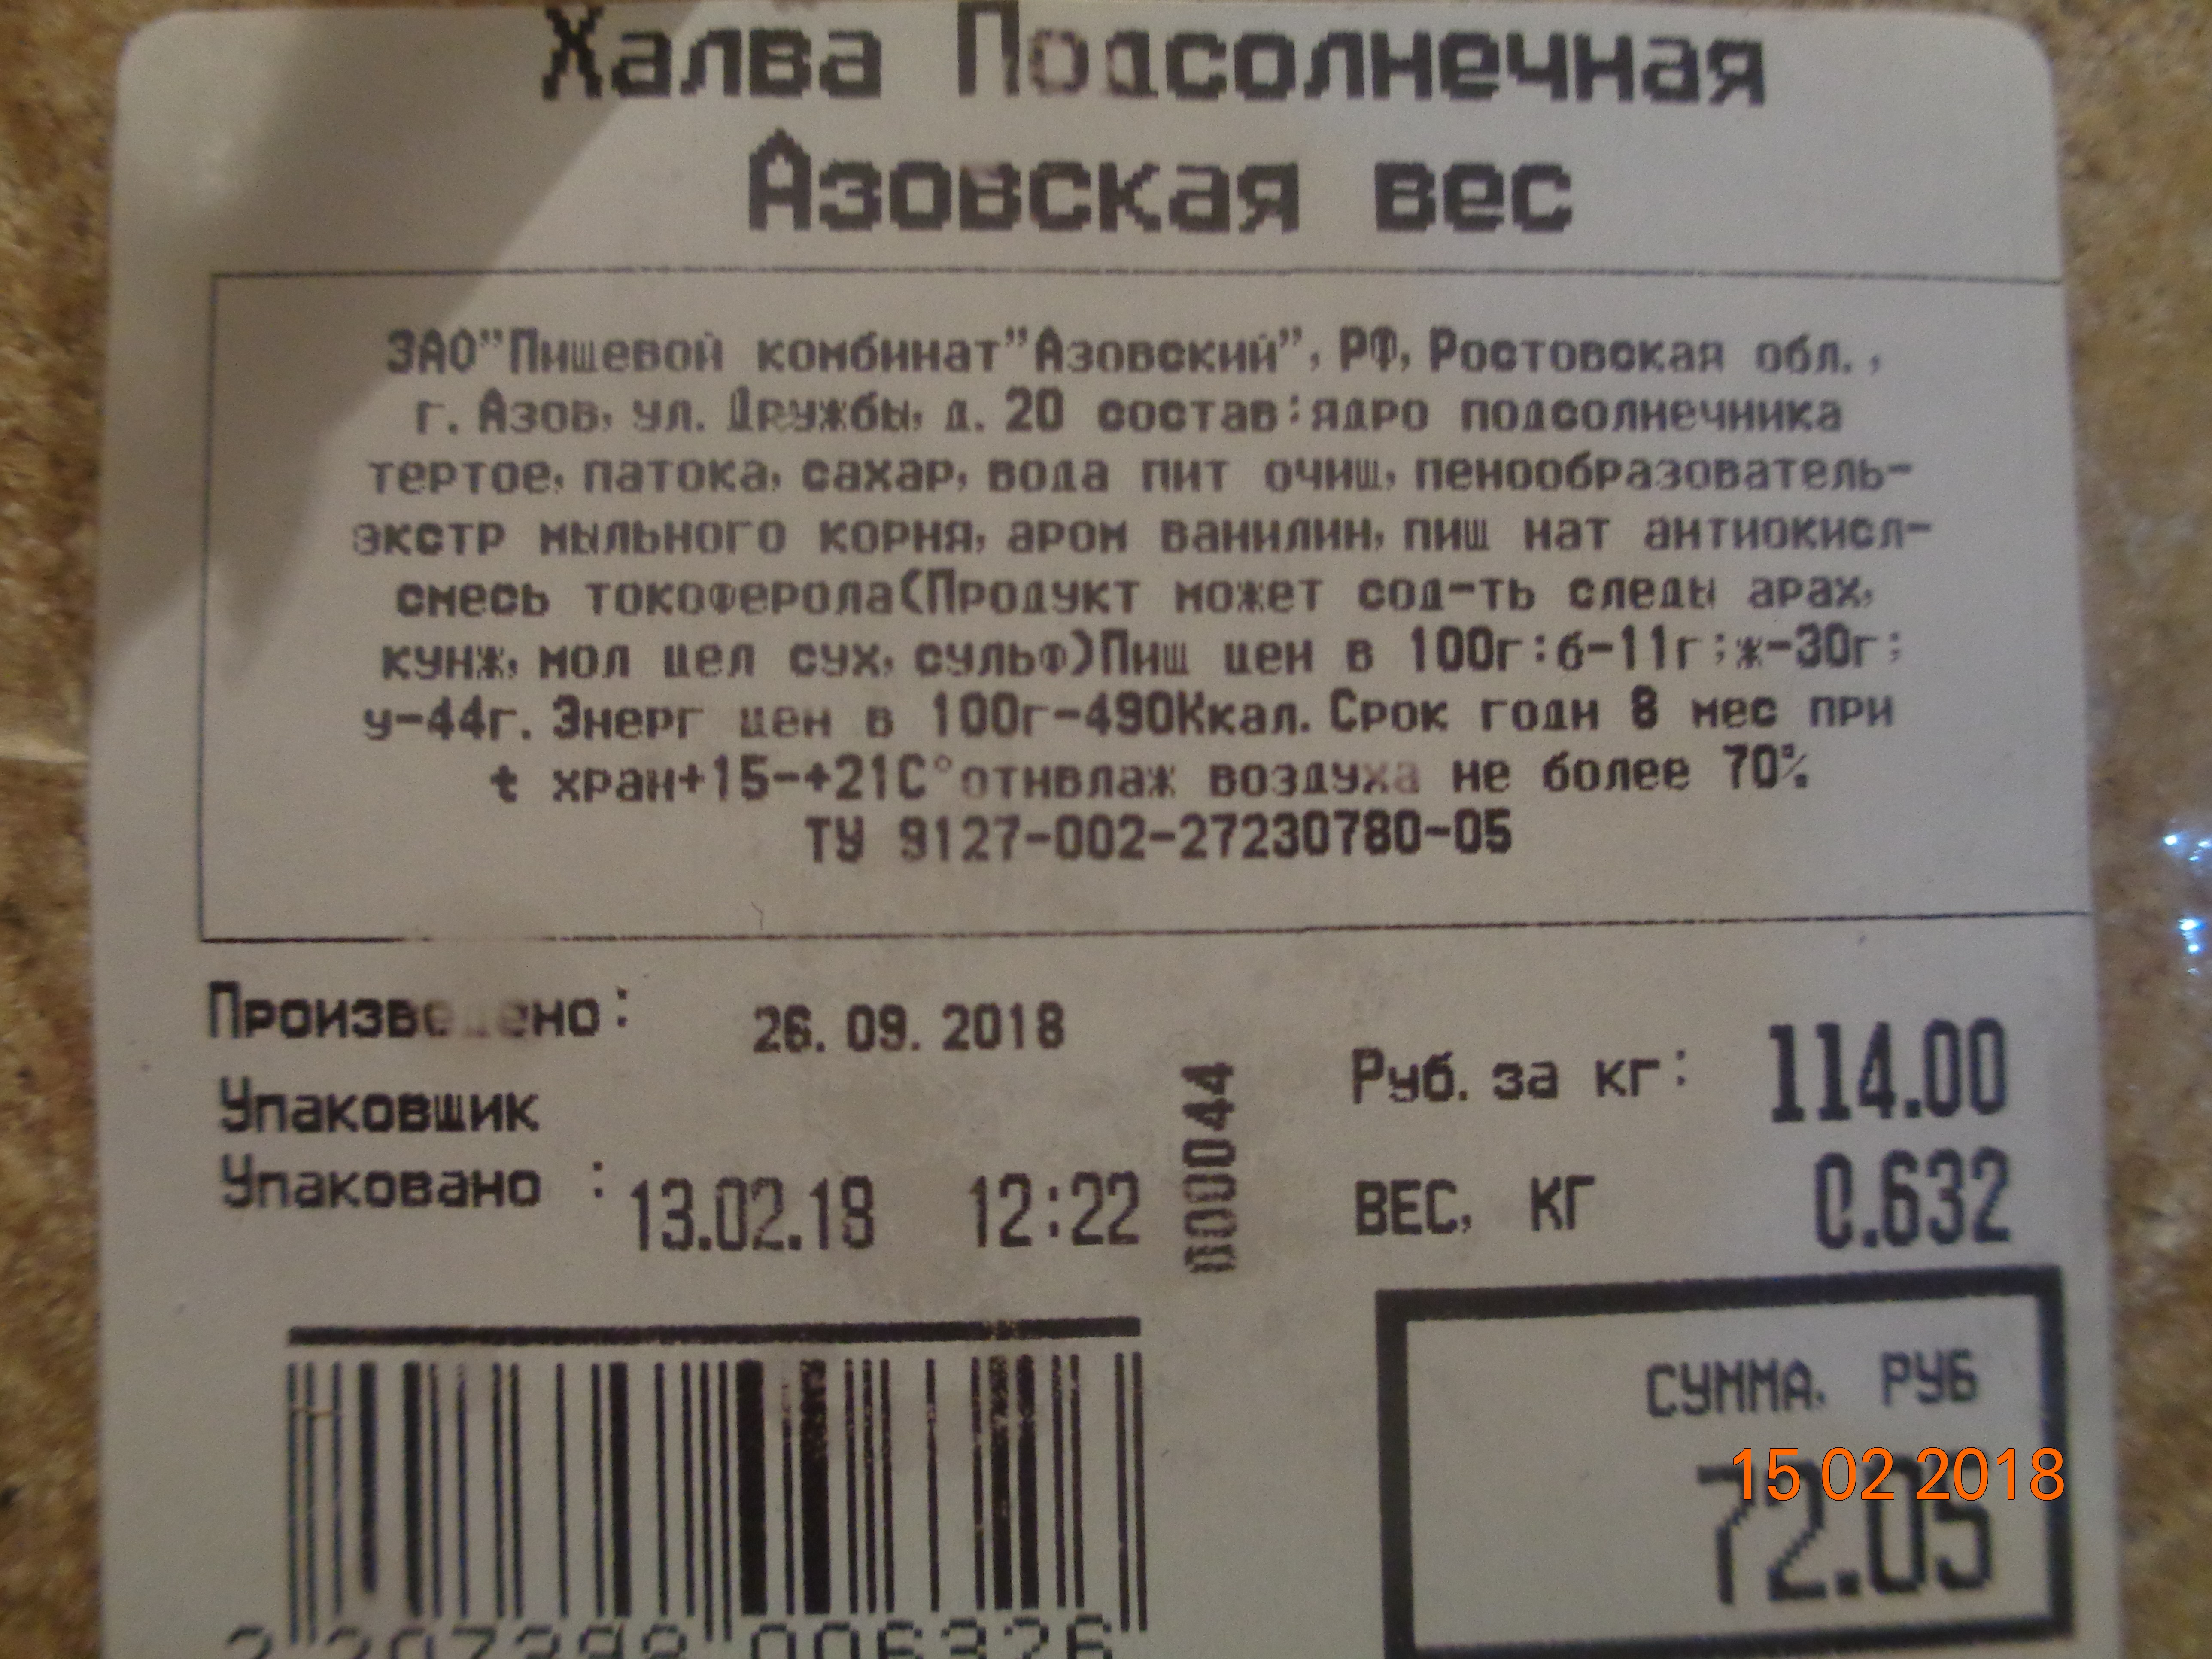 Халва Подсолнечная
Азовская вес
ЗАО"Пищевой комбинат"Азовский", РФ, Ростовская обл.,
г. Азов, ул. Дружбы, д. 20 состав:ядро подсолнечника
тертое, патока, сахар, вода пит очищ, пенообразователь-
экстр мыльного корня, аром ванилин, пищ нат антиокисл-
смесь токоферола(Продукт может сод-ть следы арах,
кунж, мол цел сух, сульф)Пищ цен в 100г:б-11г;ж-30г;
у-44г. Энерг цен в 100г-490Ккал. Срок годн 8 мес при
t хран+15-+21С°отнвлаж воздуха не более 70%
ТУ 9127-002-27230780-05
Произведено: 26. 09. 2018
Упаковщик
Упаковано : 13.02.18 12:22
000044
Руб. за кг: 114.00
ВЕС, КГ 0.632
СУММА, РУБ
72.05
15 02 2018